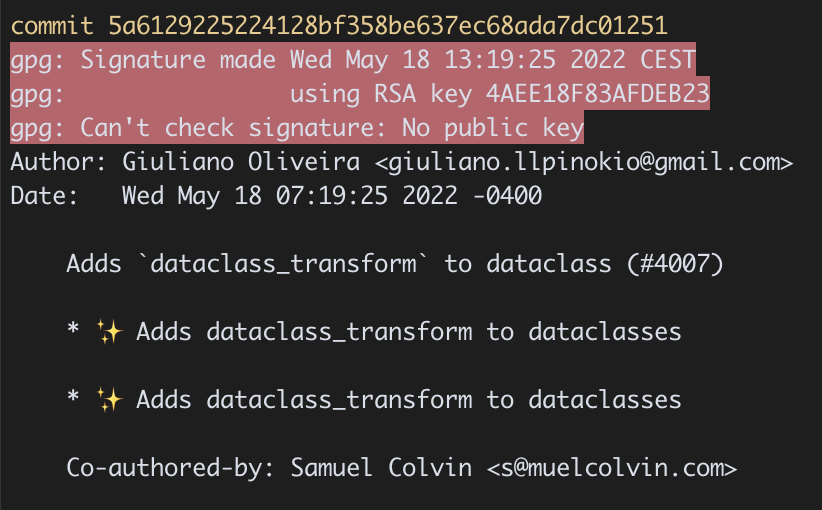 commit 5a6129225224128bf358be637ec68ada7dc01251
gpg: Signature made Wed May 18 13:19:25 2022 CEST
gpg:                using RSA key 4AEE18F83AFDEB23
gpg: Can't check signature: No public key
Author: Giuliano Oliveira <giuliano.llpinokio@gmail.com>
Date:   Wed May 18 07:19:25 2022 -0400
Adds `dataclass_transform` to dataclass (#4007)
* ✨ Adds dataclass_transform to dataclasses
* ✨ Adds dataclass_transform to dataclasses
Co-authored-by: Samuel Colvin <s@muelcolvin.com>